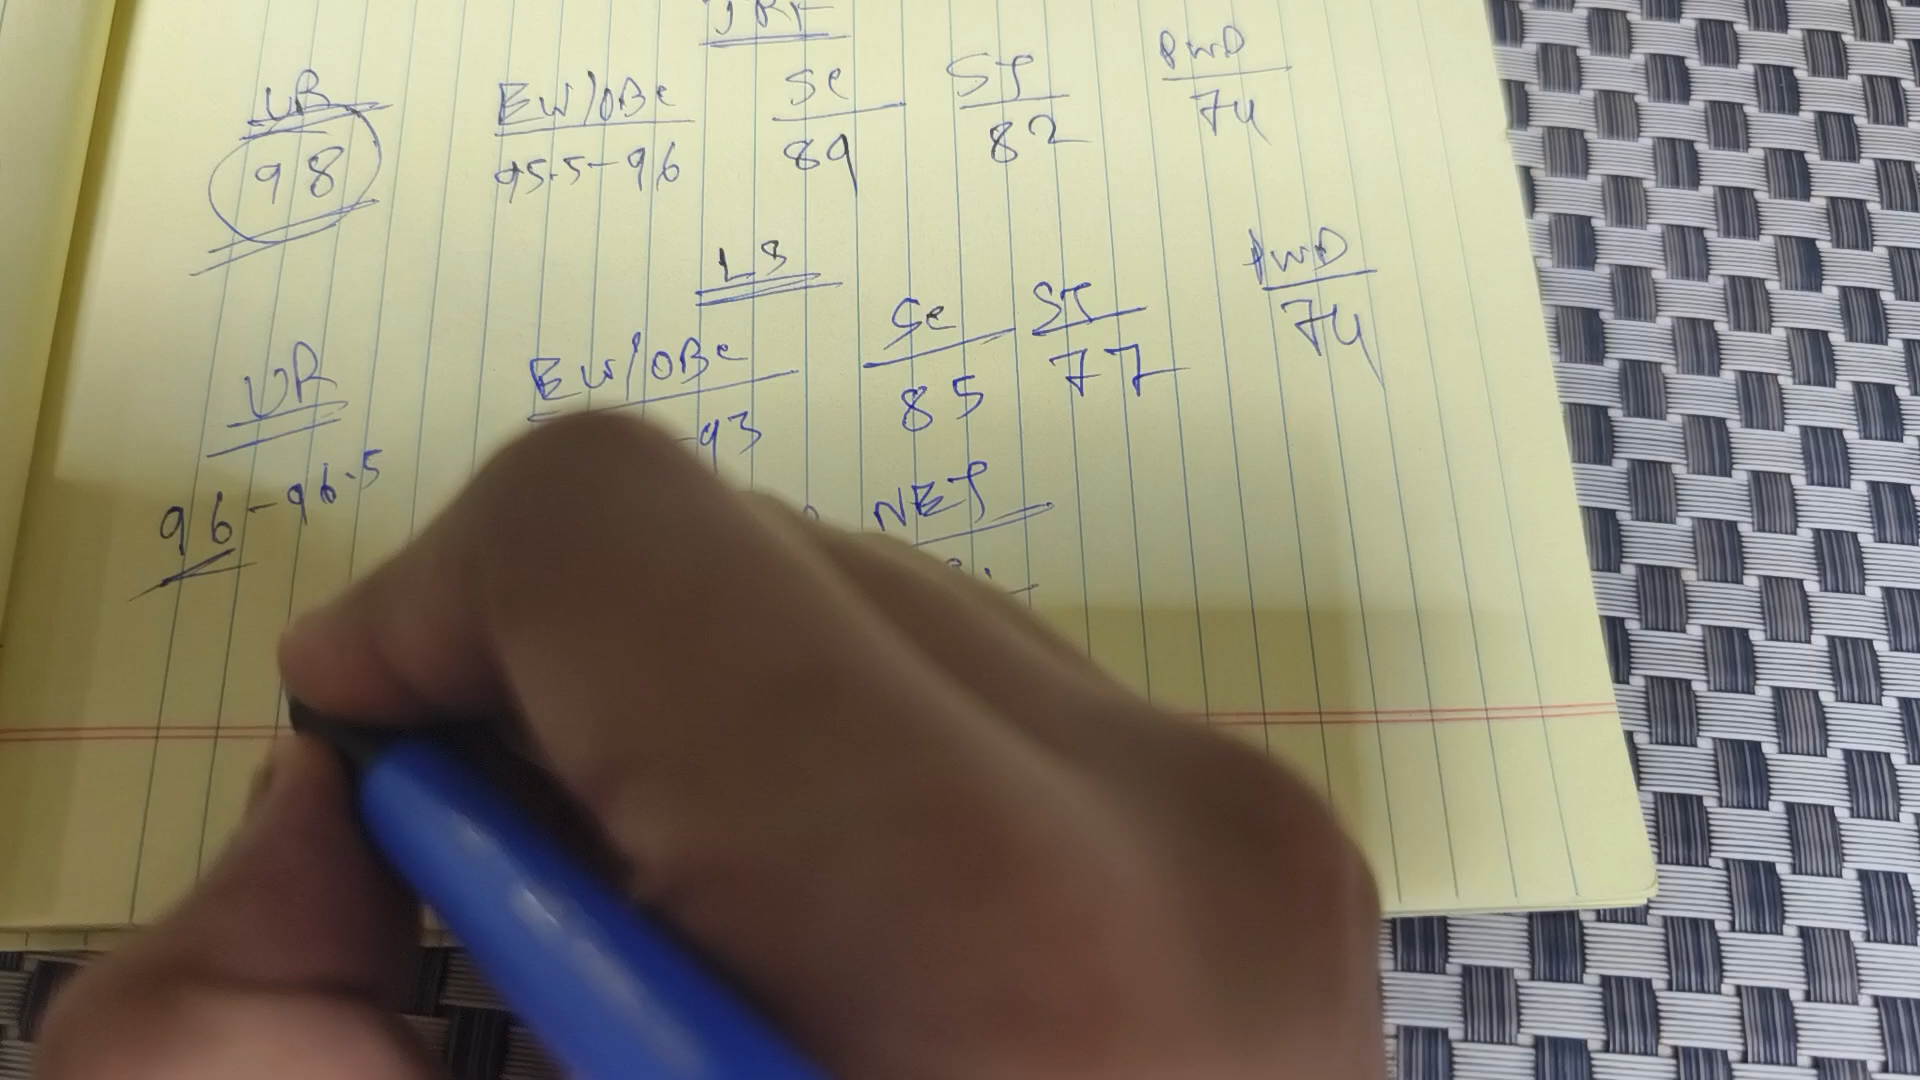 JRF
UR EW/OBC SC ST PWD
98 95.5-96 89 82 74
LS
UR EW/OBC SC ST PWD
96-96.5 -93 85 77 74
NET